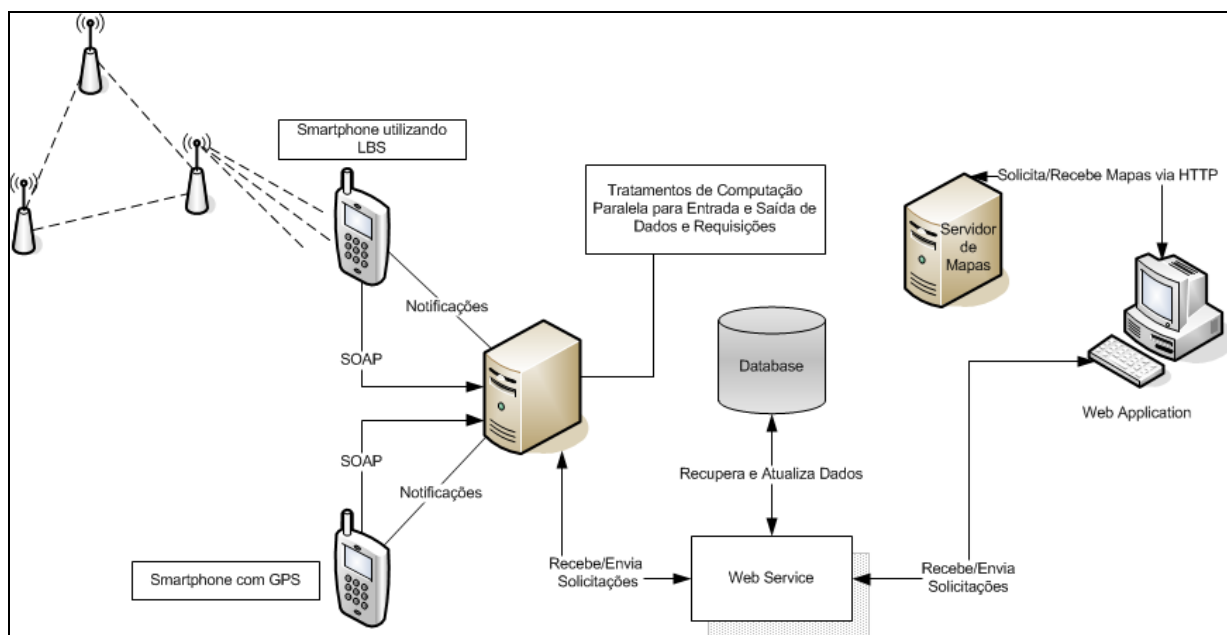 Smartphone utilizando
LBS
Tratamentos de Computação
Paralela para Entrada e Saída de
Dados e Requisições
Solicita/Recebe Mapas via HTTP
Servidor
de
Mapas
Notificações
SOAP
Database
Web Application
SOAP
Notificações
Recupera e Atualiza Dados
Smartphone com GPS
Recebe/Envia
Solicitações
Web Service
Recebe/Envia
Solicitações